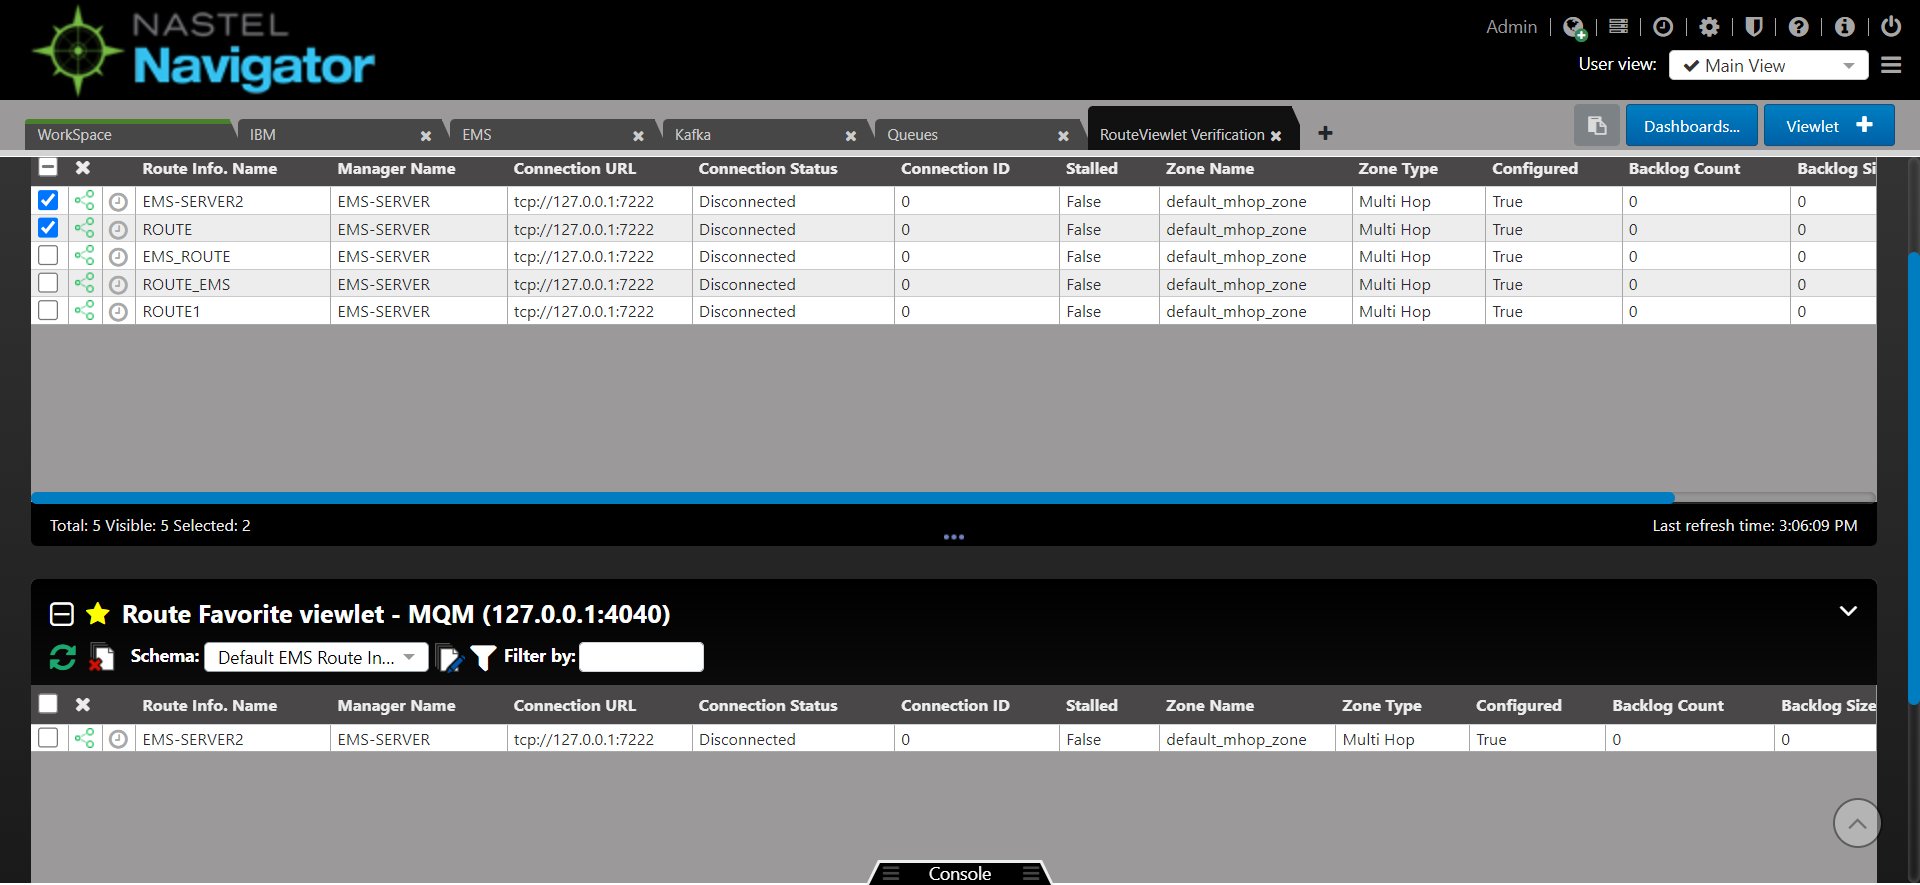 NASTEL
Navigator
Admin
User view: Main View
WorkSpace IBM EMS Kafka Queues RouteViewlet Verification Dashboards... Viewlet
Route Info. Name Manager Name Connection URL Connection Status Connection ID Stalled Zone Name Zone Type Configured Backlog Count Backlog Si
EMS-SERVER2 EMS-SERVER tcp://127.0.0.1:7222 Disconnected 0 False default_mhop_zone Multi Hop True 0 0
ROUTE EMS-SERVER tcp://127.0.0.1:7222 Disconnected 0 False default_mhop_zone Multi Hop True 0 0
EMS_ROUTE EMS-SERVER tcp://127.0.0.1:7222 Disconnected 0 False default_mhop_zone Multi Hop True 0 0
ROUTE_EMS EMS-SERVER tcp://127.0.0.1:7222 Disconnected 0 False default_mhop_zone Multi Hop True 0 0
ROUTE1 EMS-SERVER tcp://127.0.0.1:7222 Disconnected 0 False default_mhop_zone Multi Hop True 0 0
Total: 5 Visible: 5 Selected: 2 Last refresh time: 3:06:09 PM
Route Favorite viewlet - MQM (127.0.0.1:4040)
Schema: Default EMS Route In... Filter by:
Route Info. Name Manager Name Connection URL Connection Status Connection ID Stalled Zone Name Zone Type Configured Backlog Count Backlog Size
EMS-SERVER2 EMS-SERVER tcp://127.0.0.1:7222 Disconnected 0 False default_mhop_zone Multi Hop True 0 0
Console